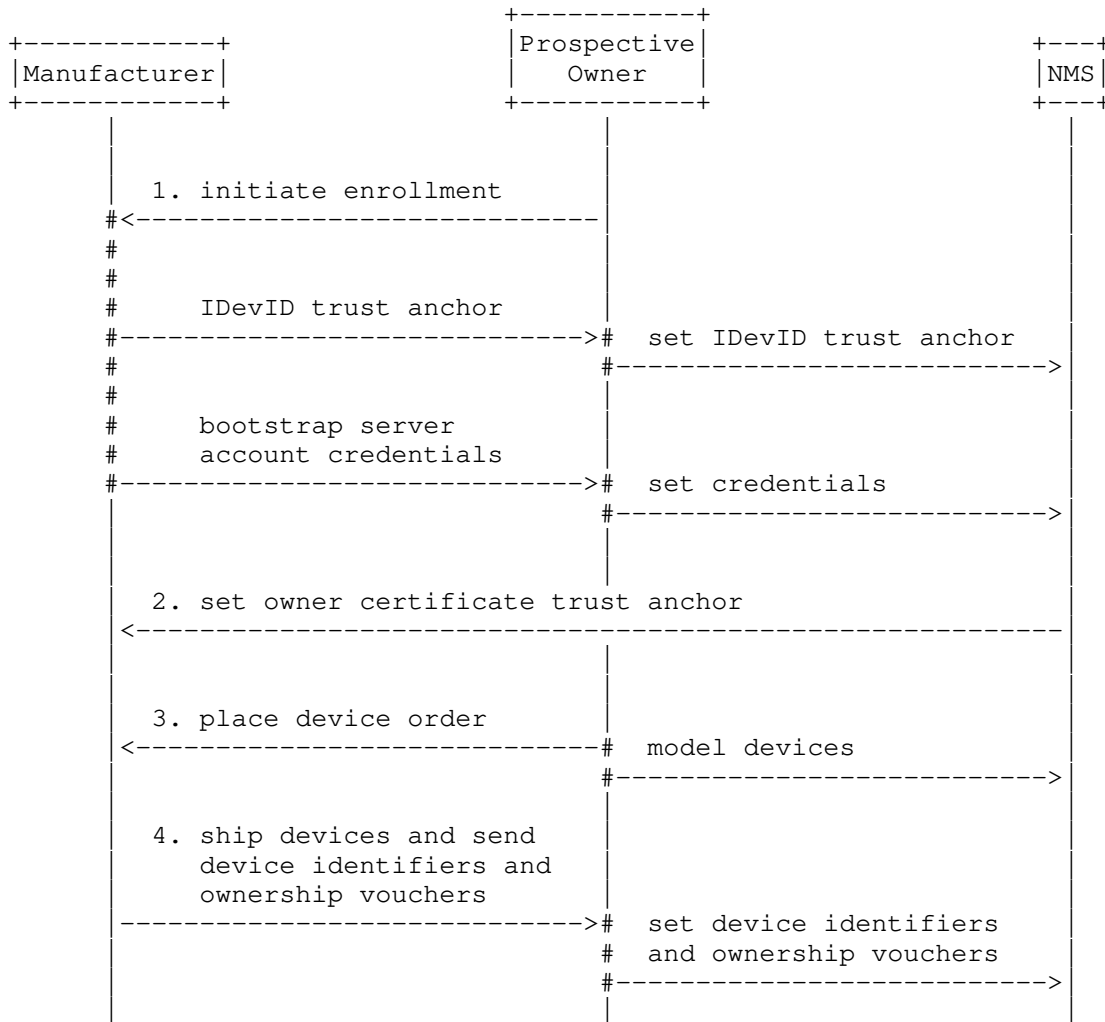 Prospective
Manufacturer
Owner
NMS
1. initiate enrollment
IDevID trust anchor
set IDevID trust anchor
bootstrap server
account credentials
set credentials
2. set owner certificate trust anchor
3. place device order
model devices
4. ship devices and send
device identifiers and
ownership vouchers
set device identifiers
and ownership vouchers